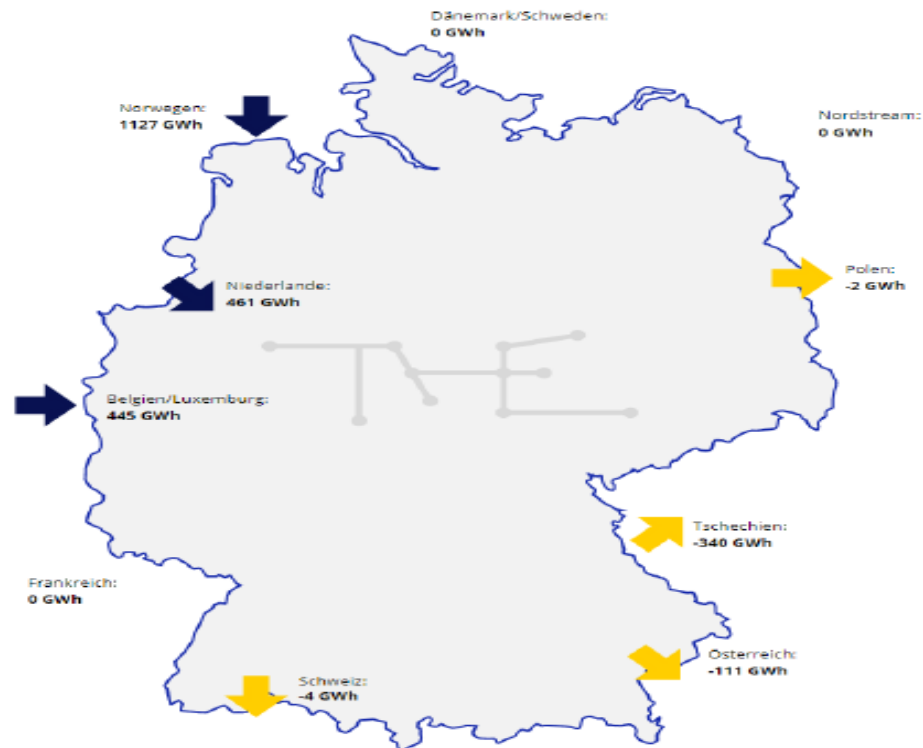 Dänemark/Schweden:
0 GWh
Norwegen:
1127 GWh
Nordstream:
0 GWh
Polen:
-2 GWh
Niederlande:
461 GWh
THE
Belgien/Luxemburg:
445 GWh
Tschechien:
-340 GWh
Frankreich:
0 GWh
Österreich:
-111 GWh
Schweiz:
-4 GWh